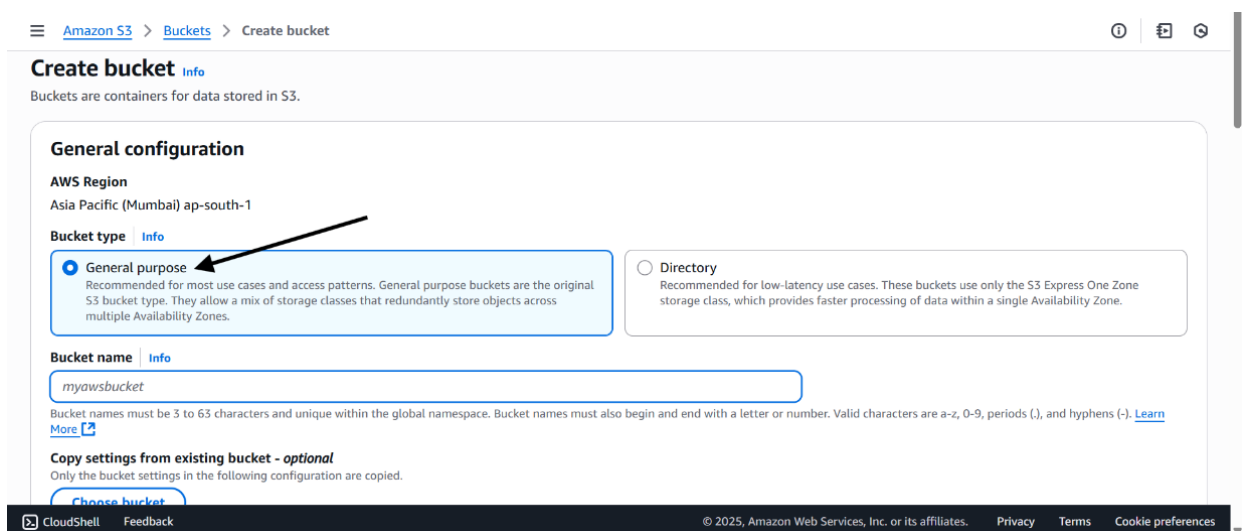 Amazon S3 > Buckets > Create bucket
Create bucket Info
Buckets are containers for data stored in S3.
General configuration
AWS Region
Asia Pacific (Mumbai) ap-south-1
Bucket type Info
General purpose
Recommended for most use cases and access patterns. General purpose buckets are the original
S3 bucket type. They allow a mix of storage classes that redundantly store objects across
multiple Availability Zones.
Directory
Recommended for low-latency use cases. These buckets use only the S3 Express One Zone
storage class, which provides faster processing of data within a single Availability Zone.
Bucket name Info
myawsbucket
Bucket names must be 3 to 63 characters and unique within the global namespace. Bucket names must also begin and end with a letter or number. Valid characters are a-z, 0-9, periods (.), and hyphens (-). Learn
More
Copy settings from existing bucket - optional
Only the bucket settings in the following configuration are copied.
Choose bucket
CloudShell Feedback © 2025, Amazon Web Services, Inc. or its affiliates. Privacy Terms Cookie preferences